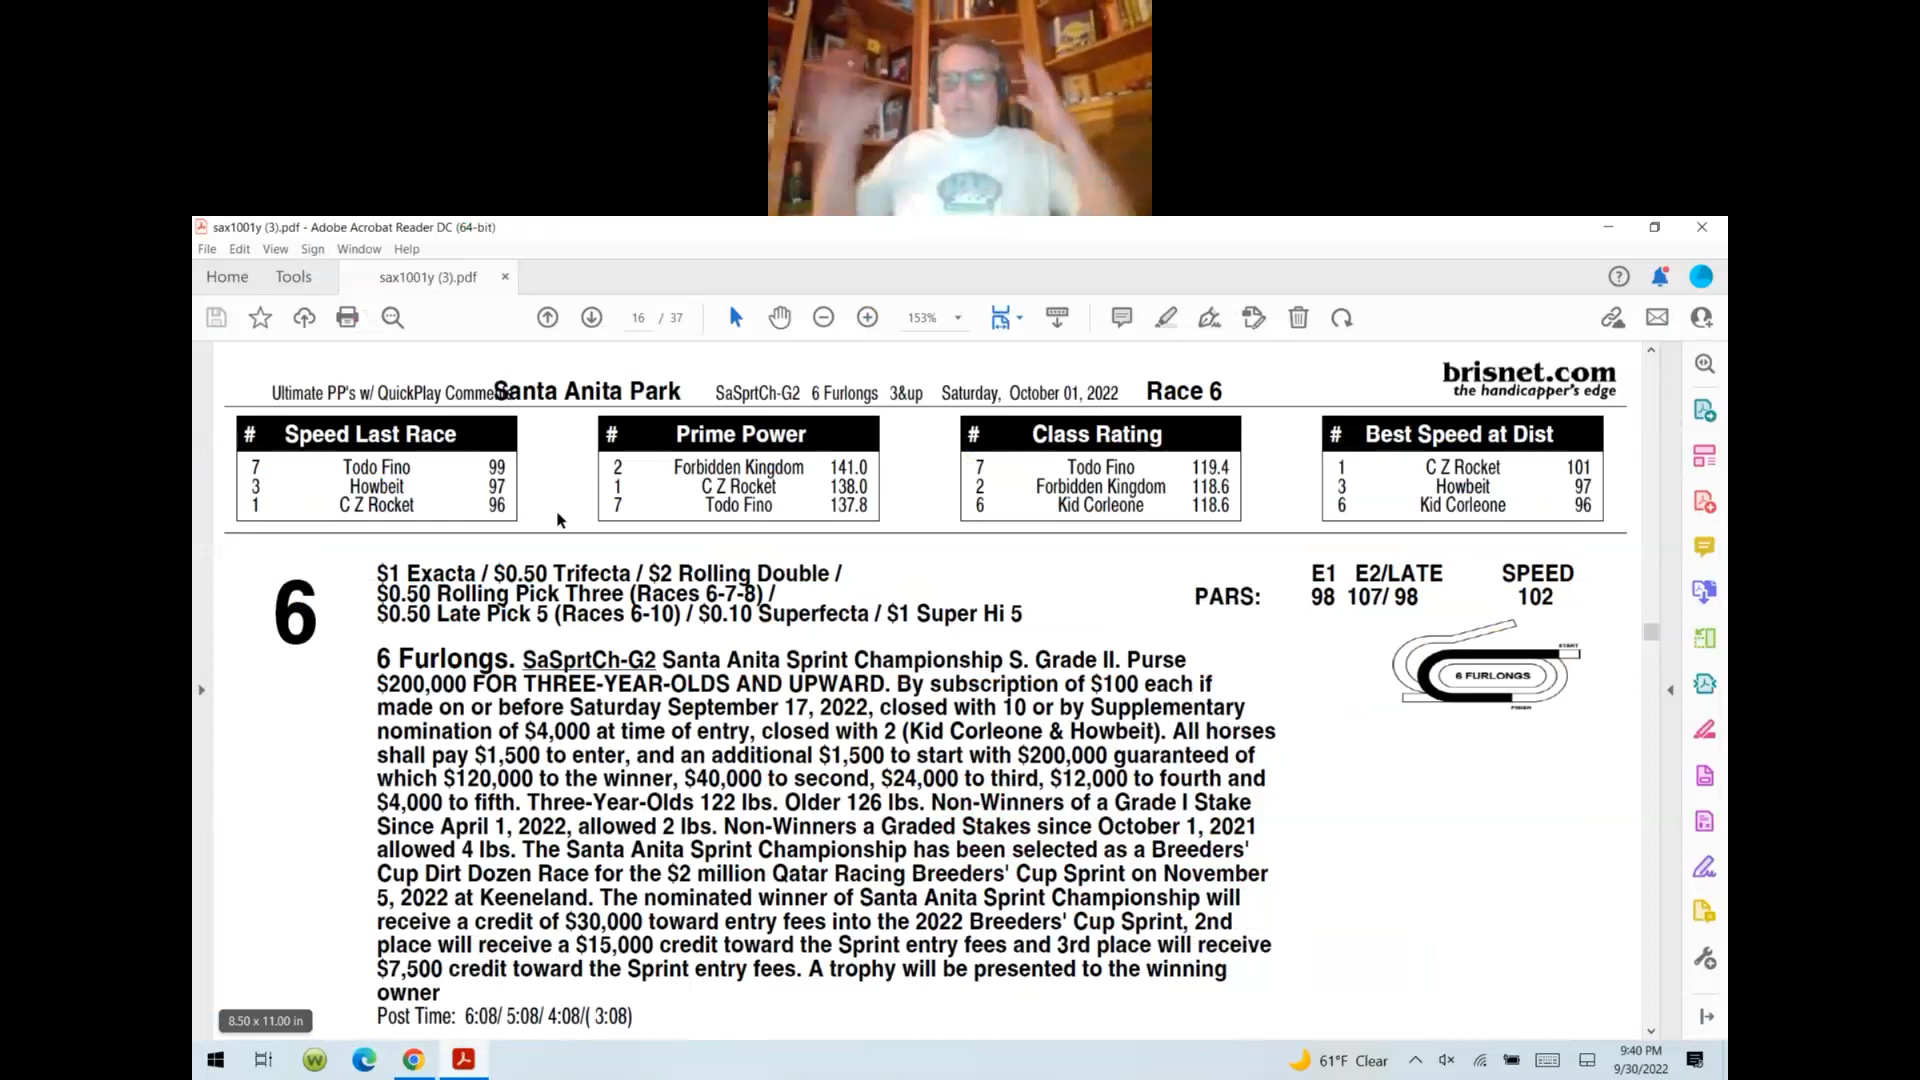 sax1001y (3).pdf - Adobe Acrobat Reader DC (64-bit)
File Edit View Sign Window Help
Home Tools sax1001y (3).pdf ×
16 / 37 153%
Ultimate PP's w/ QuickPlay Comme Santa Anita Park SaSprtCh-G2 6 Furlongs 3&up Saturday, October 01, 2022 Race 6
brisnet.com
the handicapper's edge
# Speed Last Race
7 Todo Fino 99
3 Howbeit 97
1 C Z Rocket 96
# Prime Power
2 Forbidden Kingdom 141.0
1 C Z Rocket 138.0
7 Todo Fino 137.8
# Class Rating
7 Todo Fino 119.4
2 Forbidden Kingdom 118.6
6 Kid Corleone 118.6
# Best Speed at Dist
1 C Z Rocket 101
3 Howbeit 97
6 Kid Corleone 96
6
$1 Exacta / $0.50 Trifecta / $2 Rolling Double /
$0.50 Rolling Pick Three (Races 6-7-8) /
$0.50 Late Pick 5 (Races 6-10) / $0.10 Superfecta / $1 Super Hi 5
E1 E2/LATE SPEED
PARS: 98 107/ 98 102
START
6 FURLONGS
FINISH
6 Furlongs. SaSprtCh-G2 Santa Anita Sprint Championship S. Grade II. Purse
$200,000 FOR THREE-YEAR-OLDS AND UPWARD. By subscription of $100 each if
made on or before Saturday September 17, 2022, closed with 10 or by Supplementary
nomination of $4,000 at time of entry, closed with 2 (Kid Corleone & Howbeit). All horses
shall pay $1,500 to enter, and an additional $1,500 to start with $200,000 guaranteed of
which $120,000 to the winner, $40,000 to second, $24,000 to third, $12,000 to fourth and
$4,000 to fifth. Three-Year-Olds 122 lbs. Older 126 lbs. Non-Winners of a Grade I Stake
Since April 1, 2022, allowed 2 lbs. Non-Winners a Graded Stakes since October 1, 2021
allowed 4 lbs. The Santa Anita Sprint Championship has been selected as a Breeders'
Cup Dirt Dozen Race for the $2 million Qatar Racing Breeders' Cup Sprint on November
5, 2022 at Keeneland. The nominated winner of Santa Anita Sprint Championship will
receive a credit of $30,000 toward entry fees into the 2022 Breeders' Cup Sprint, 2nd
place will receive a $15,000 credit toward the Sprint entry fees and 3rd place will receive
$7,500 credit toward the Sprint entry fees. A trophy will be presented to the winning
owner
Post Time: 6:08/ 5:08/ 4:08/( 3:08)
8.50 x 11.00 in
61°F Clear
9:40 PM
9/30/2022